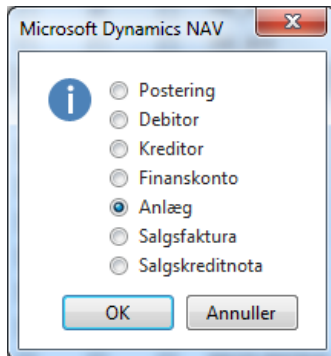 Microsoft Dynamics NAV
Postering
Debitor
Kreditor
Finanskonto
Anlæg
Salgsfaktura
Salgskreditnota
OK Annuller